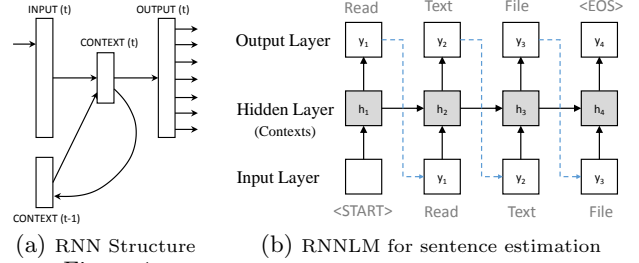 INPUT (t) OUTPUT (t)
CONTEXT (t)
CONTEXT (t-1)
(a) RNN Structure
Read Text File <EOS>
Output Layer y1 y2 y3 y4
Hidden Layer h1 h2 h3 h4
(Contexts)
Input Layer y1 y2 y3
<START> Read Text File
(b) RNNLM for sentence estimation